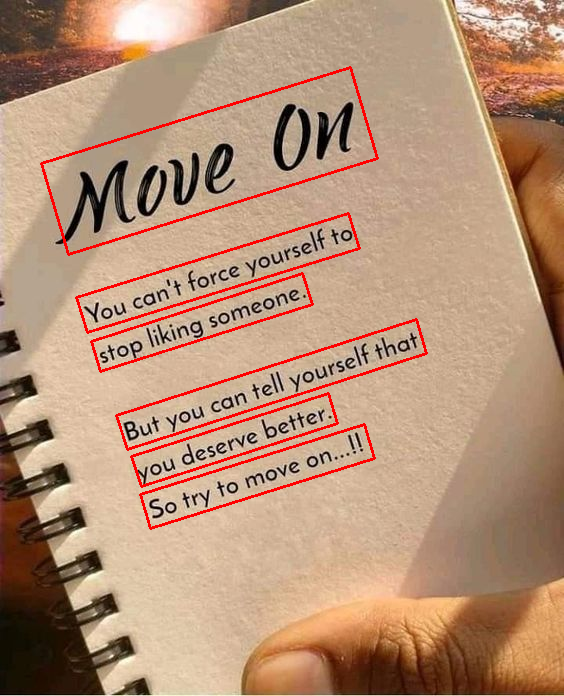 Move On
You can't force yourself to
stop liking someone.
But you can tell yourself that
you deserve better.
So try to move on...!!